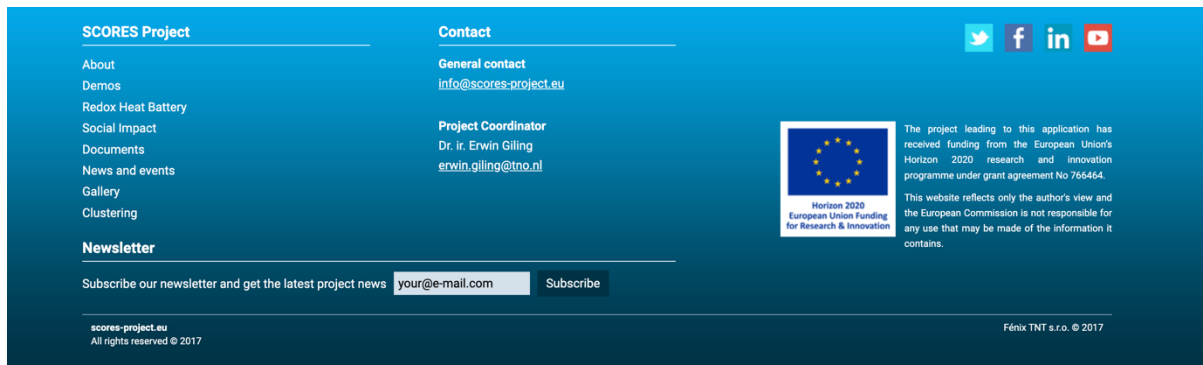 SCORES Project
About
Demos
Redox Heat Battery
Social Impact
Documents
News and events
Gallery
Clustering
Contact
General contact
info@scores-project.eu
Project Coordinator
Dr. ir. Erwin Giling
erwin.giling@tno.nl
f
in
Horizon 2020
European Union Funding
for Research & Innovation
The project leading to this application has
received funding from the European Union's
Horizon 2020 research and innovation
programme under grant agreement No 766464.
This website reflects only the author's view and
the European Commission is not responsible for
any use that may be made of the information it
contains.
Newsletter
Subscribe our newsletter and get the latest project news
your@e-mail.com
Subscribe
scores-project.eu
All rights reserved © 2017
Fénix TNT s.r.o. © 2017